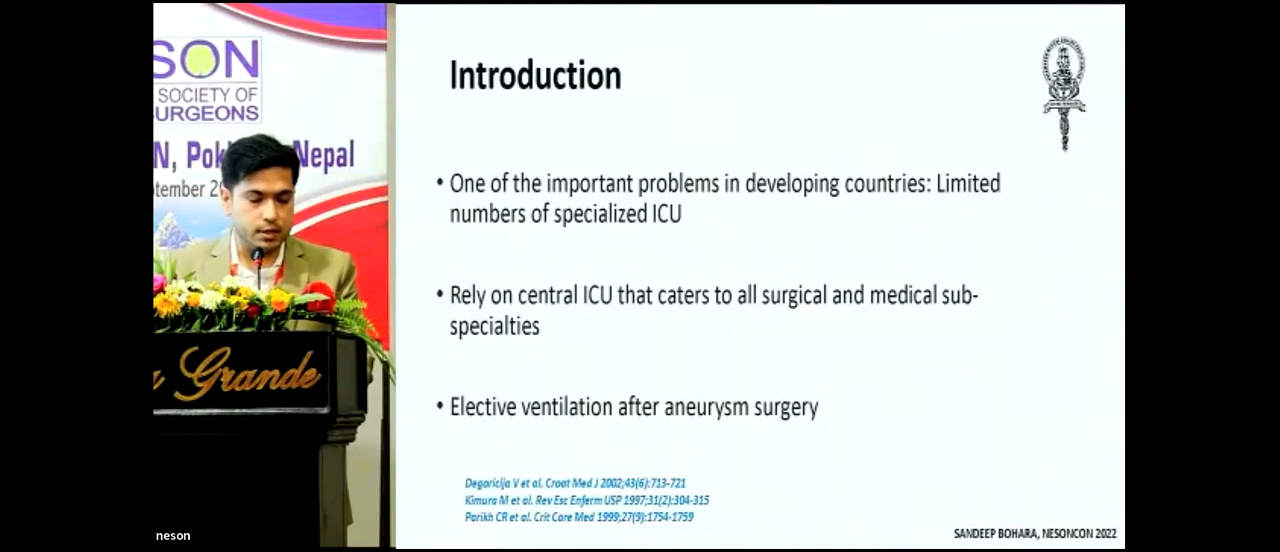 SON
SOCIETY OF
URGEONS
N, Pok Nepal
tember 2
Grande
neson
Introduction
• One of the important problems in developing countries: Limited
numbers of specialized ICU
• Rely on central ICU that caters to all surgical and medical sub-
specialties
• Elective ventilation after aneurysm surgery
Degoricija V et al. Croat Med J 2002;43(6):713-721
Kimura M et al. Rev Esc Enferm USP 1997;31(2):304-315
Parikh CR et al. Crit Care Med 1999;27(9):1754-1759
SANDEEP BOHARA, NESONCON 2022